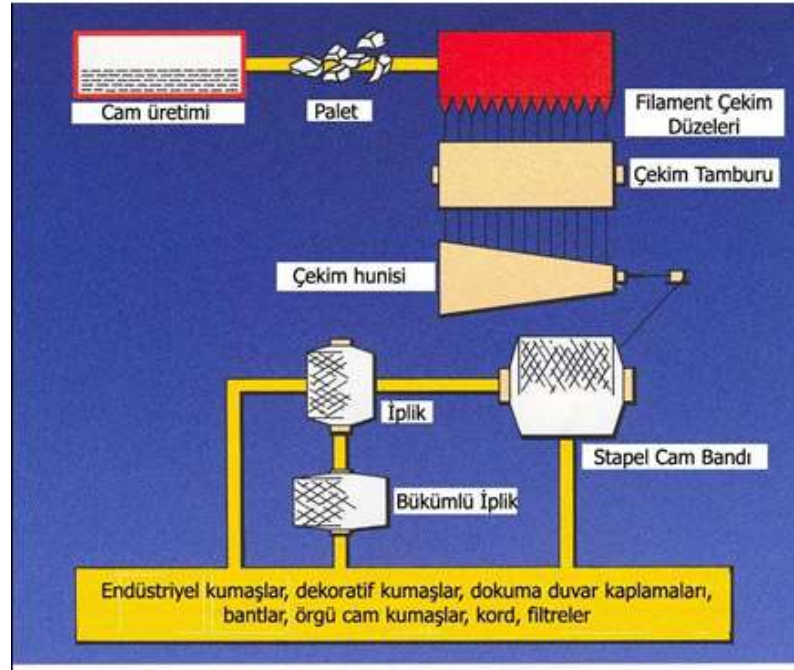 Cam üretimi
Palet
Filament Çekim
Düzeleri
Çekim Tamburu
Çekim hunisi
İplik
Stapel Cam Bandı
Bükümlü İplik
Endüstriyel kumaşlar, dekoratif kumaşlar, dokuma duvar kaplamaları,
bantlar, örgü cam kumaşlar, kord, filtreler